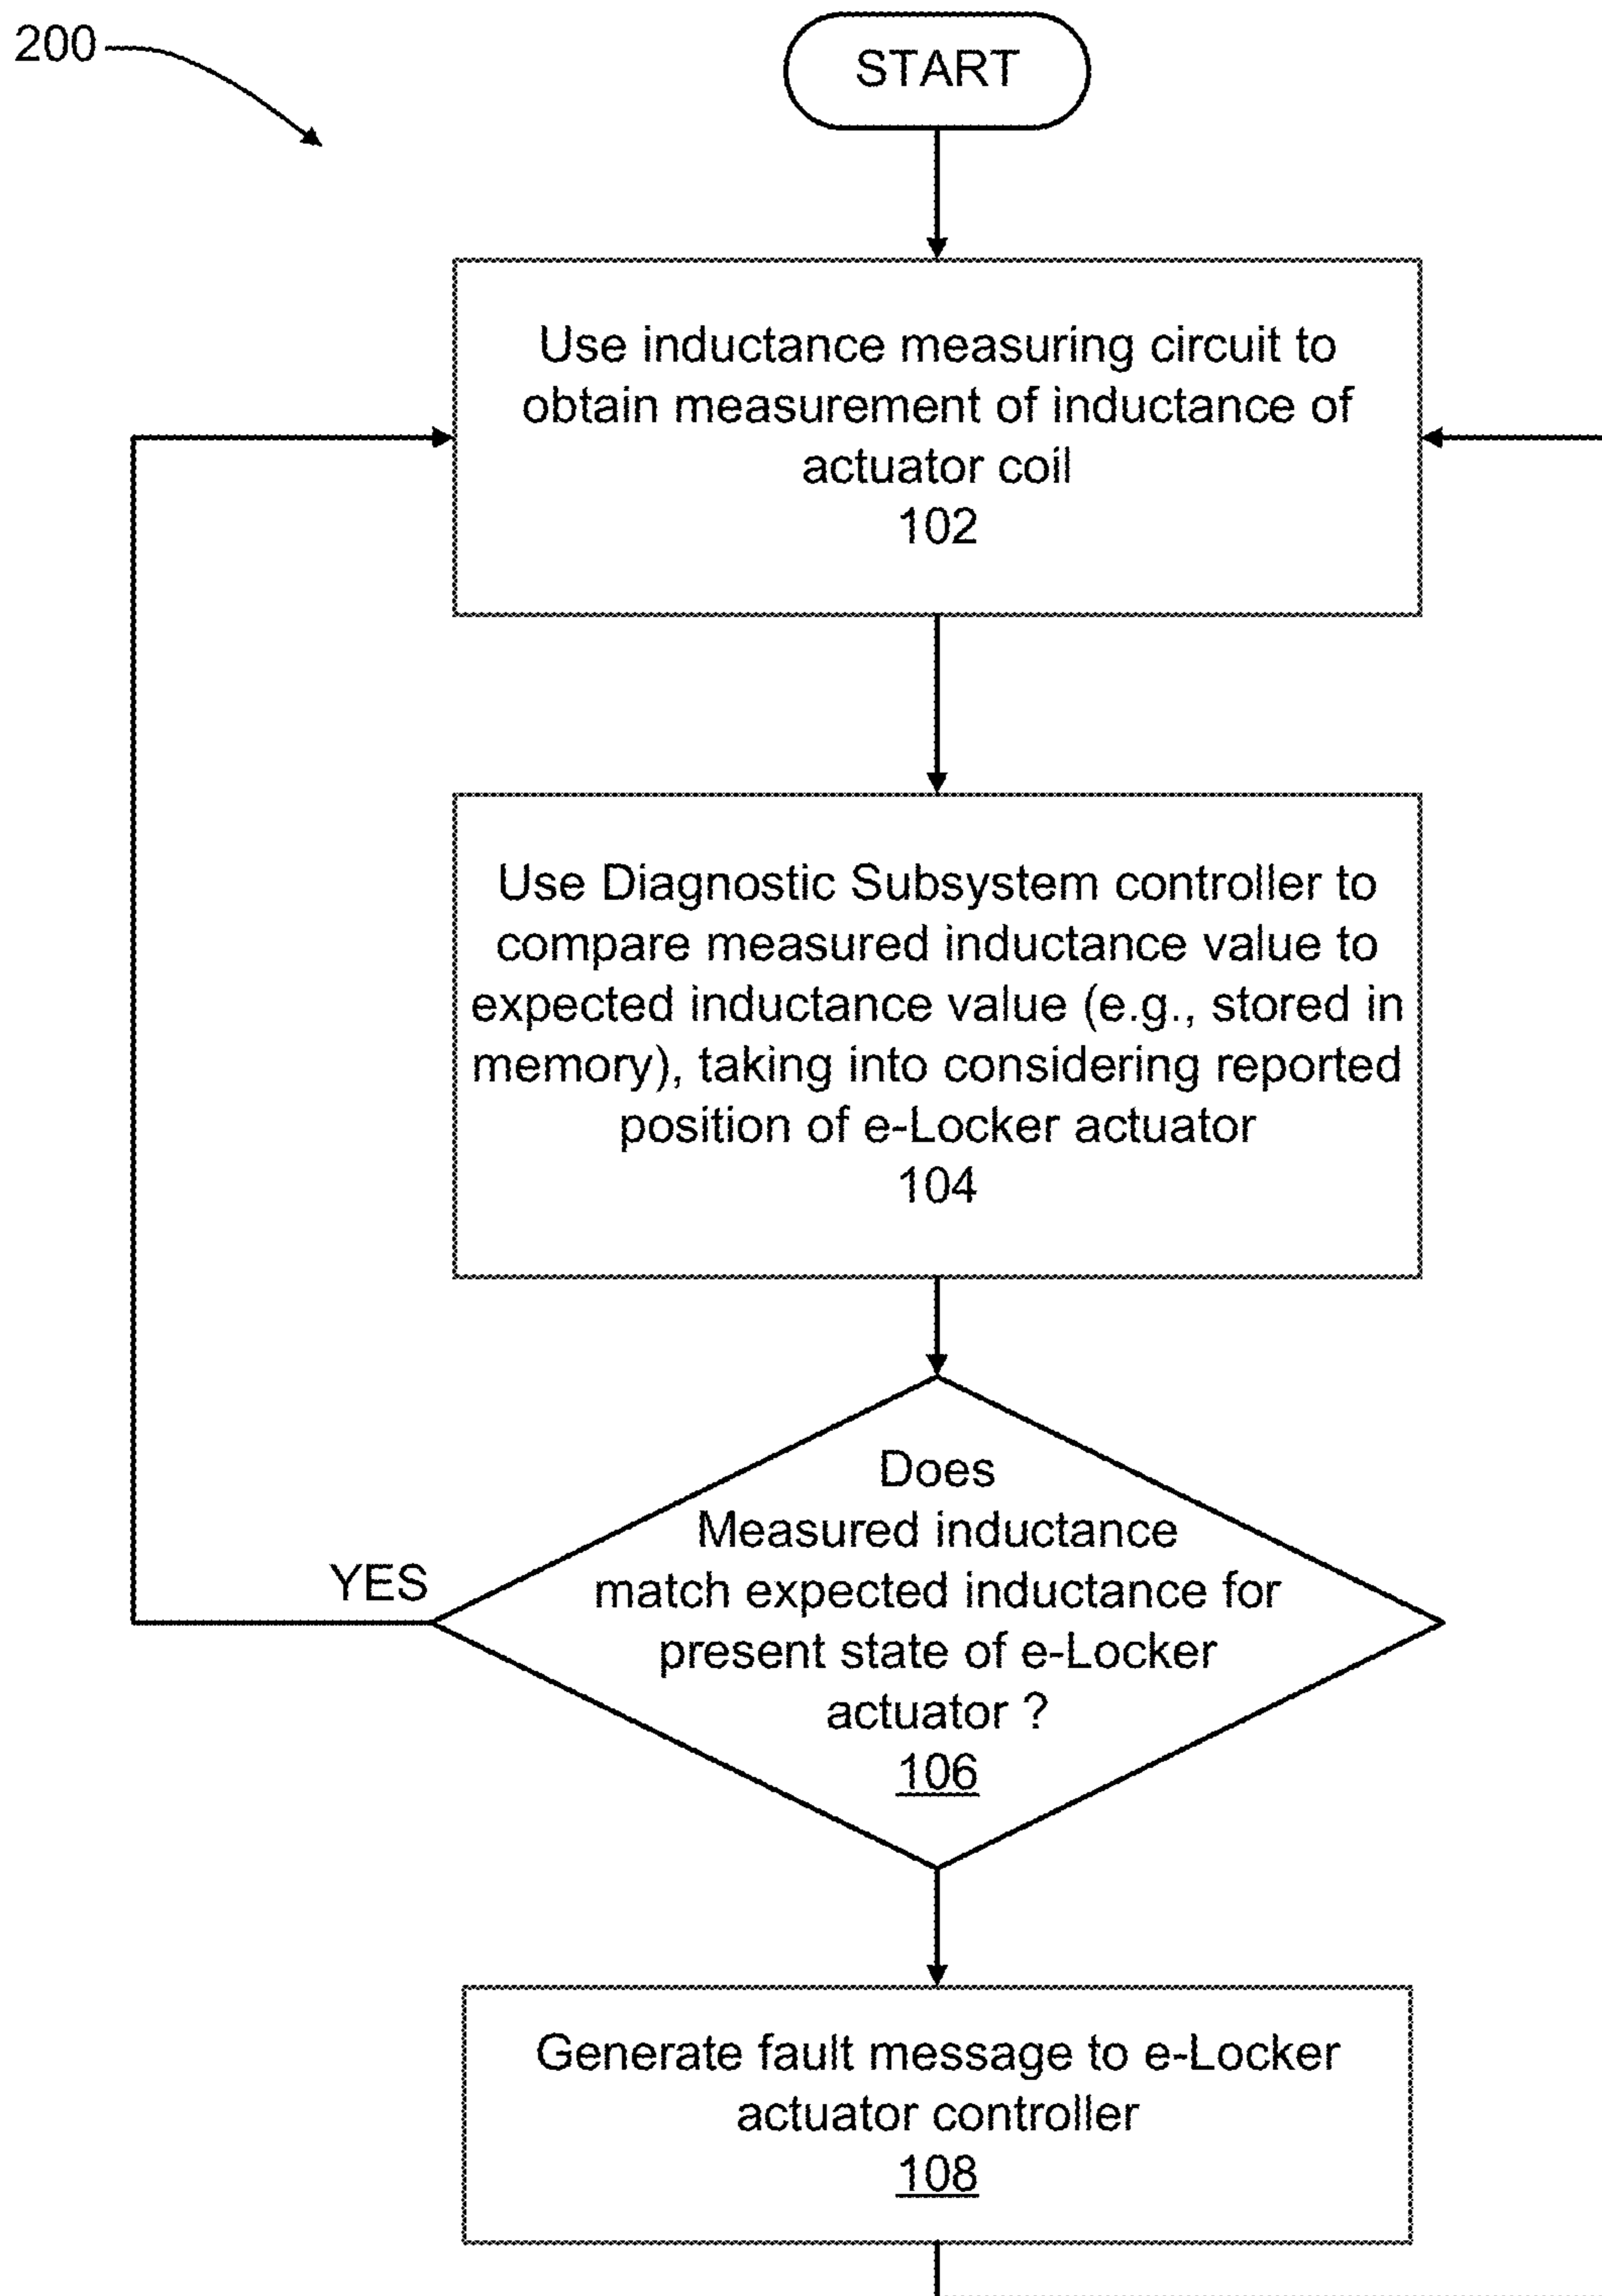 200
START
Use inductance measuring circuit to
obtain measurement of inductance of
actuator coil
102
Use Diagnostic Subsystem controller to
compare measured inductance value to
expected inductance value (e.g., stored in
memory), taking into considering reported
position of e-Locker actuator
104
Does
Measured inductance
match expected inductance for
present state of e-Locker
actuator ?
106
YES
Generate fault message to e-Locker
actuator controller
108